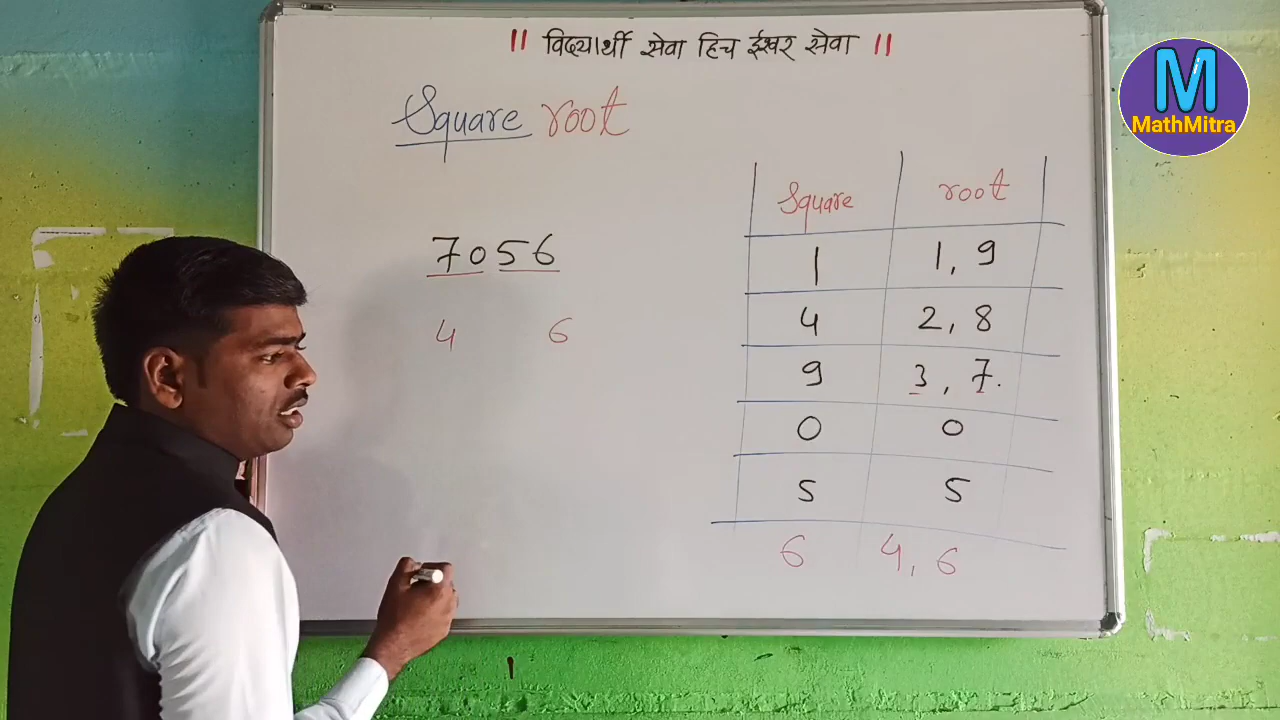 || विद्यार्थी सेवा हिच ईश्वर सेवा ||
M
MathMitra
Square root
7056
4 6
Square root
1 1, 9
4 2, 8
9 3, 7.
0 0
5 5
6 4, 6